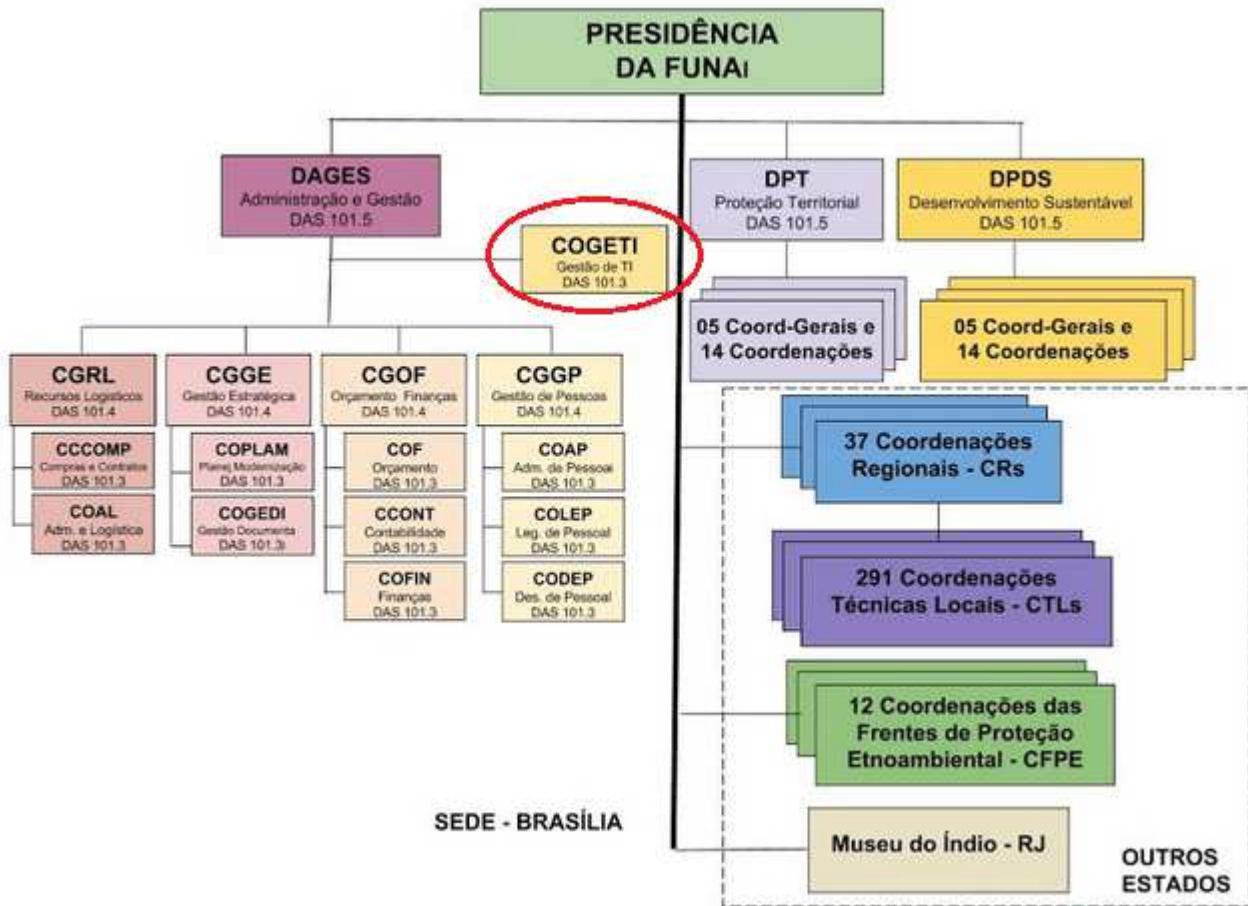 PRESIDÊNCIA
DA FUNAI
DAGES
Administração e Gestão
DAS 101.5
COGETI
Gestão de TI
DAS 101.3
DPT
Proteção Territorial
DAS 101.5
DPDS
Desenvolvimento Sustentável
DAS 101.5
05 Coord-Gerais e
14 Coordenações
05 Coord-Gerais e
14 Coordenações
CGRL
Recursos Logísticos
DAS 101.4
CCCOMP
Compras e Contratos
DAS 101.3
COAL
Adm. e Logística
DAS 101.3
CGGE
Gestão Estratégica
DAS 101.4
COPLAM
Planej.Modernização
DAS 101.3
COGEDI
Gestão Documenta
DAS 101.3
CGOF
Orçamento Finanças
DAS 101.4
COF
Orçamento
DAS 101.3
CCONT
Contabilidade
DAS 101.3
COFIN
Finanças
DAS 101.3
CGGP
Gestão de Pessoas
DAS 101.4
COAP
Adm. de Pessoal
DAS 101.3
COLEP
Leg. de Pessoal
DAS 101.3
CODEP
Des. de Pessoal
DAS 101.3
37 Coordenações
Regionais - CRs
291 Coordenações
Técnicas Locais - CTLs
12 Coordenações das
Frentes de Proteção
Etnoambiental - CFPE
Museu do Índio - RJ
SEDE - BRASÍLIA
OUTROS
ESTADOS